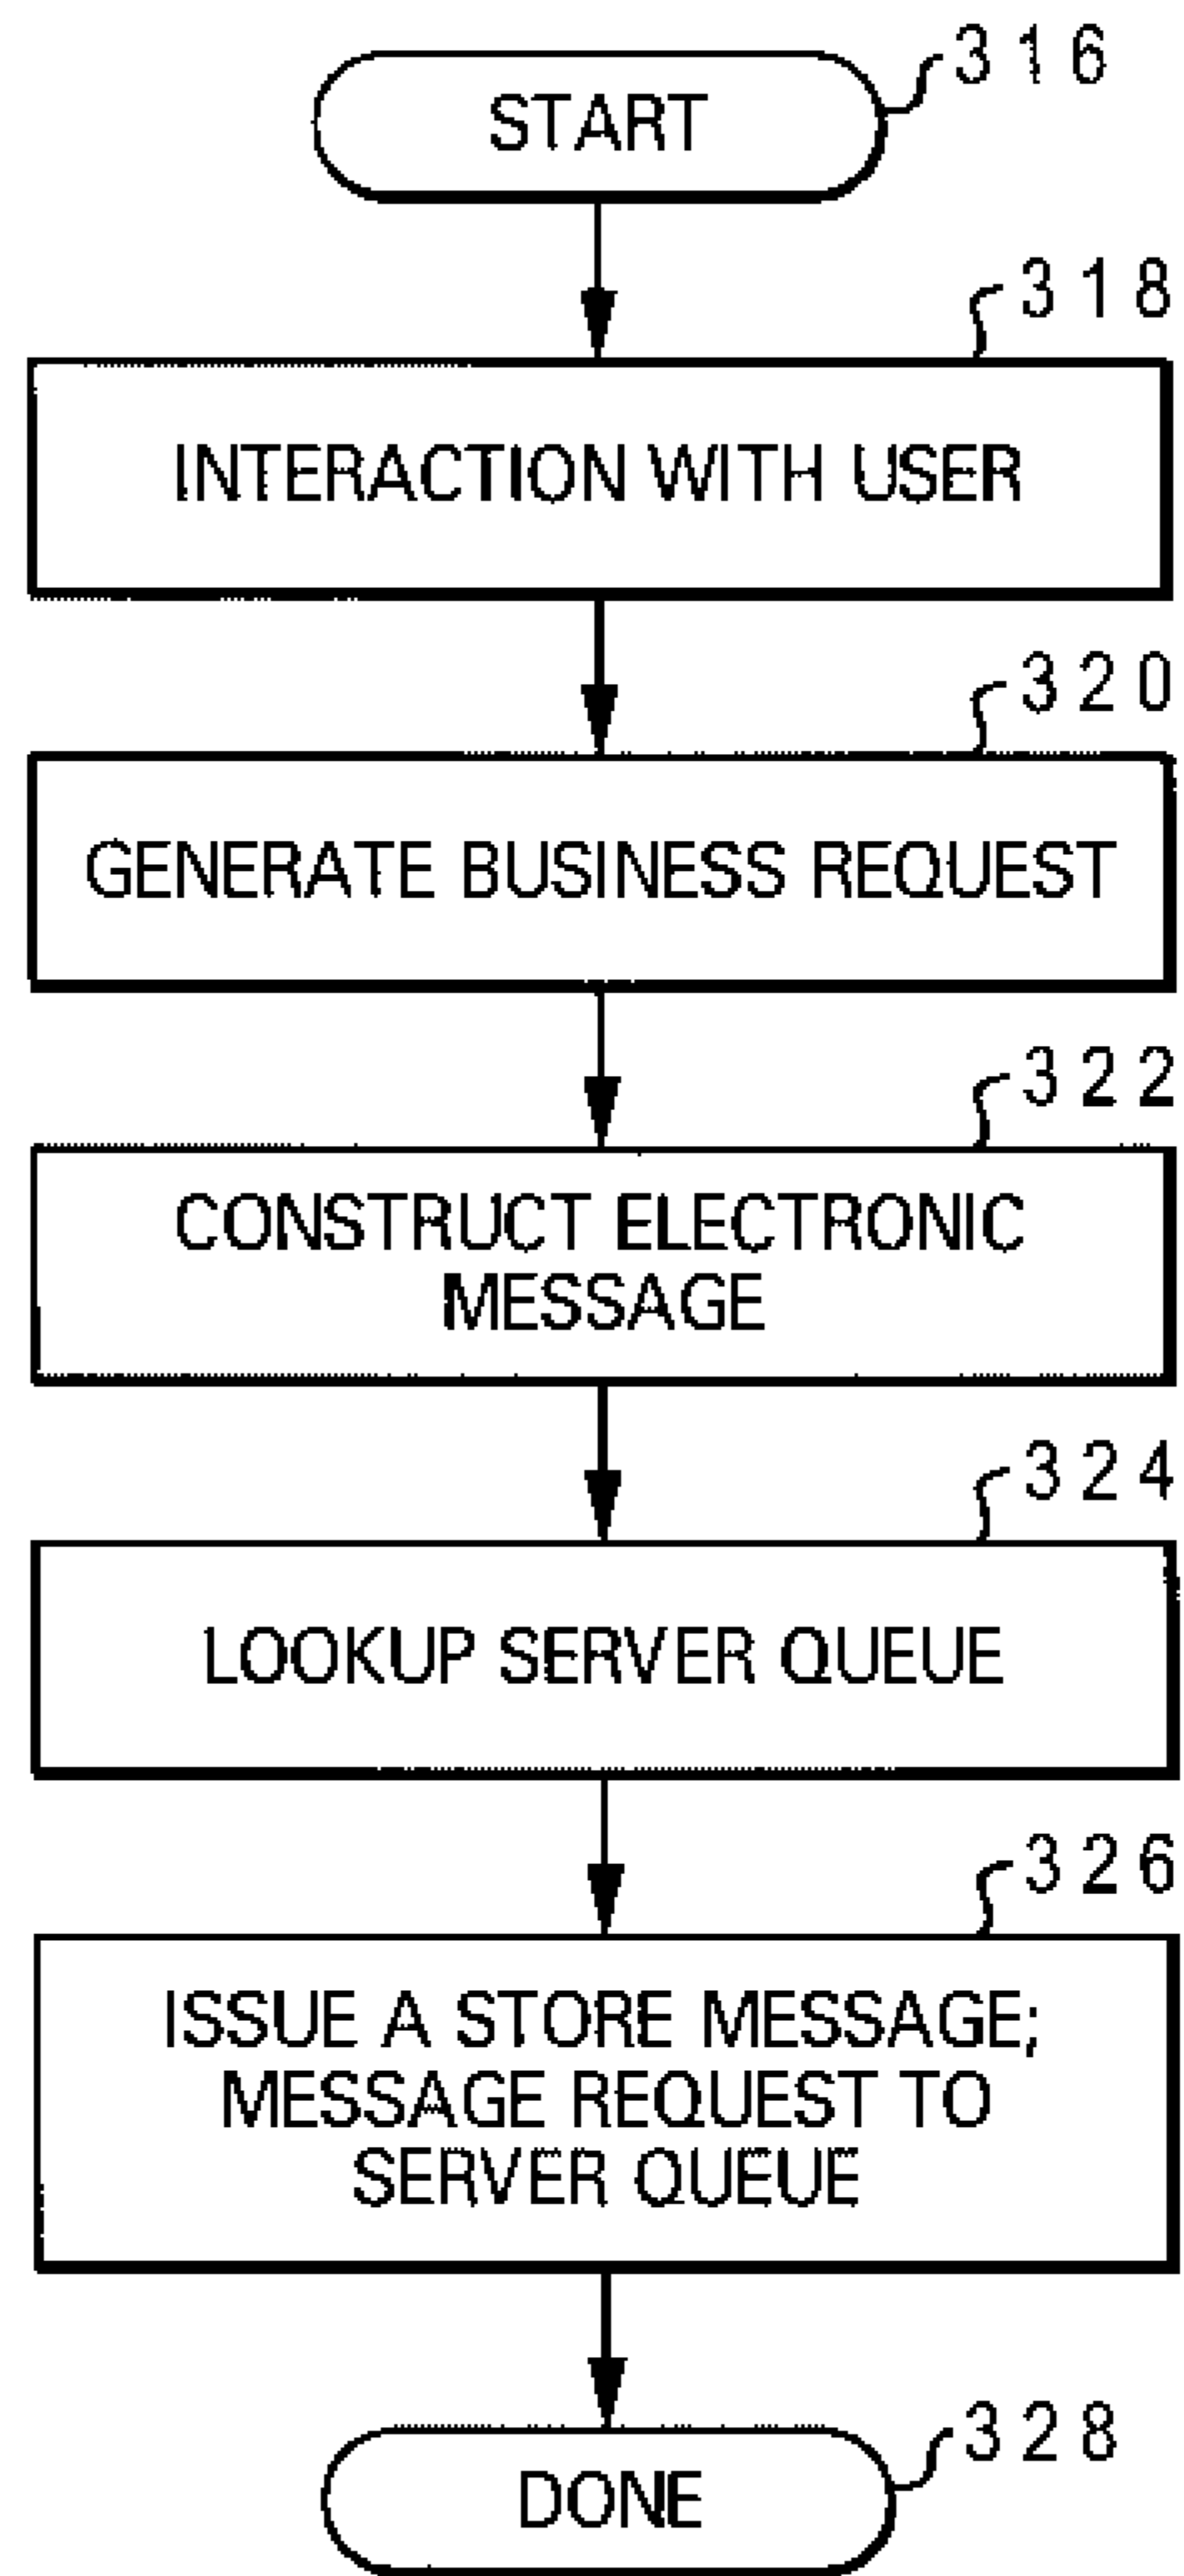 316
START
318
INTERACTION WITH USER
320
GENERATE BUSINESS REQUEST
322
CONSTRUCT ELECTRONIC
MESSAGE
324
LOOKUP SERVER QUEUE
326
ISSUE A STORE MESSAGE;
MESSAGE REQUEST TO
SERVER QUEUE
328
DONE